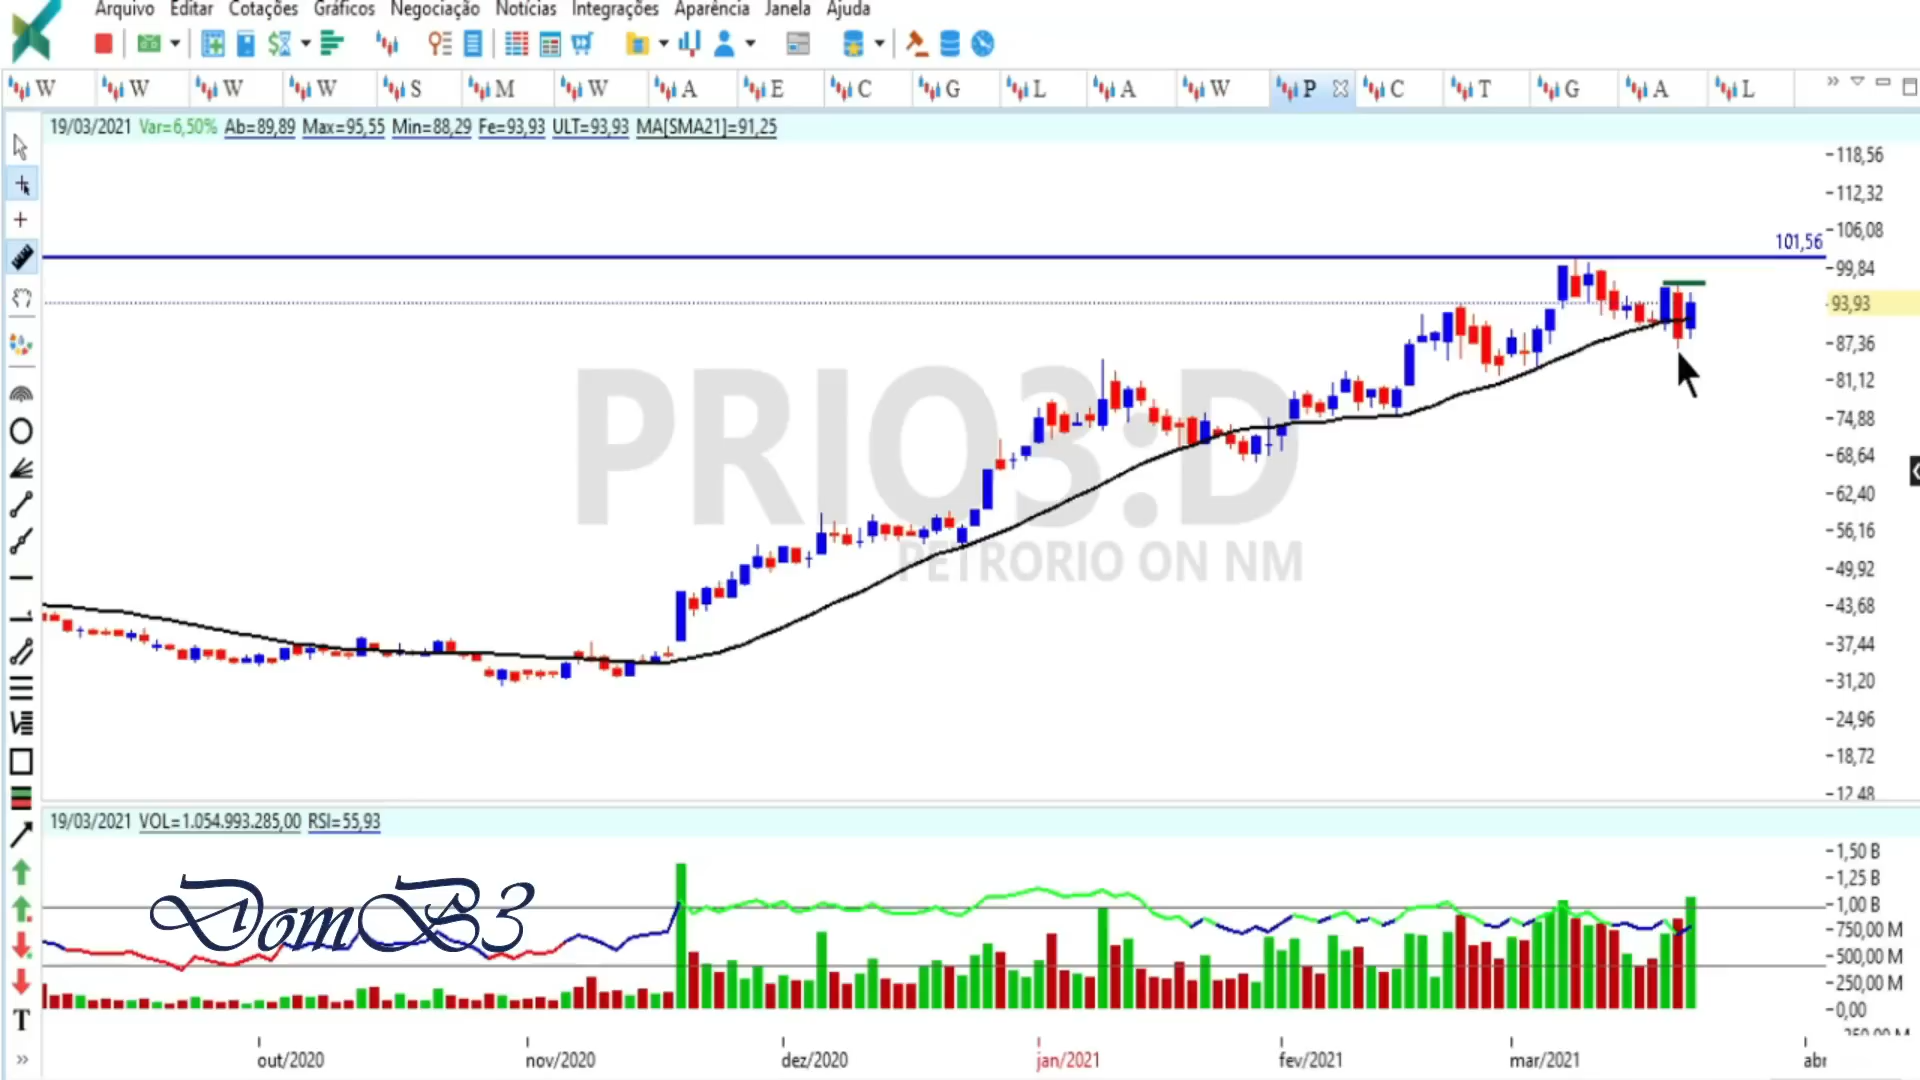 Arquivo Editar Cotações Gráficos Negociação Notícias Integrações Aparência Janela Ajuda
W W W W S M W A E C G L A W P C T G A L
19/03/2021 Var=6,50% Ab=89,89 Max=95,55 Min=88,29 Fe=93,93 ULT=93,93 MA[SMA21]=91,25
118,56
112,32
106,08
101,56
99,84
93,93
87,36
81,12
74,88
68,64
62,40
56,16
49,92
43,68
37,44
31,20
24,96
18,72
12,48
PRIO3:D
PETRORIO ON NM
19/03/2021 VOL=1.054.993.285,00 RSI=55,93
1,50 B
1,25 B
1,00 B
750,00 M
500,00 M
250,00 M
0,00
DomB3
T
out/2020 nov/2020 dez/2020 jan/2021 fev/2021 mar/2021 abr